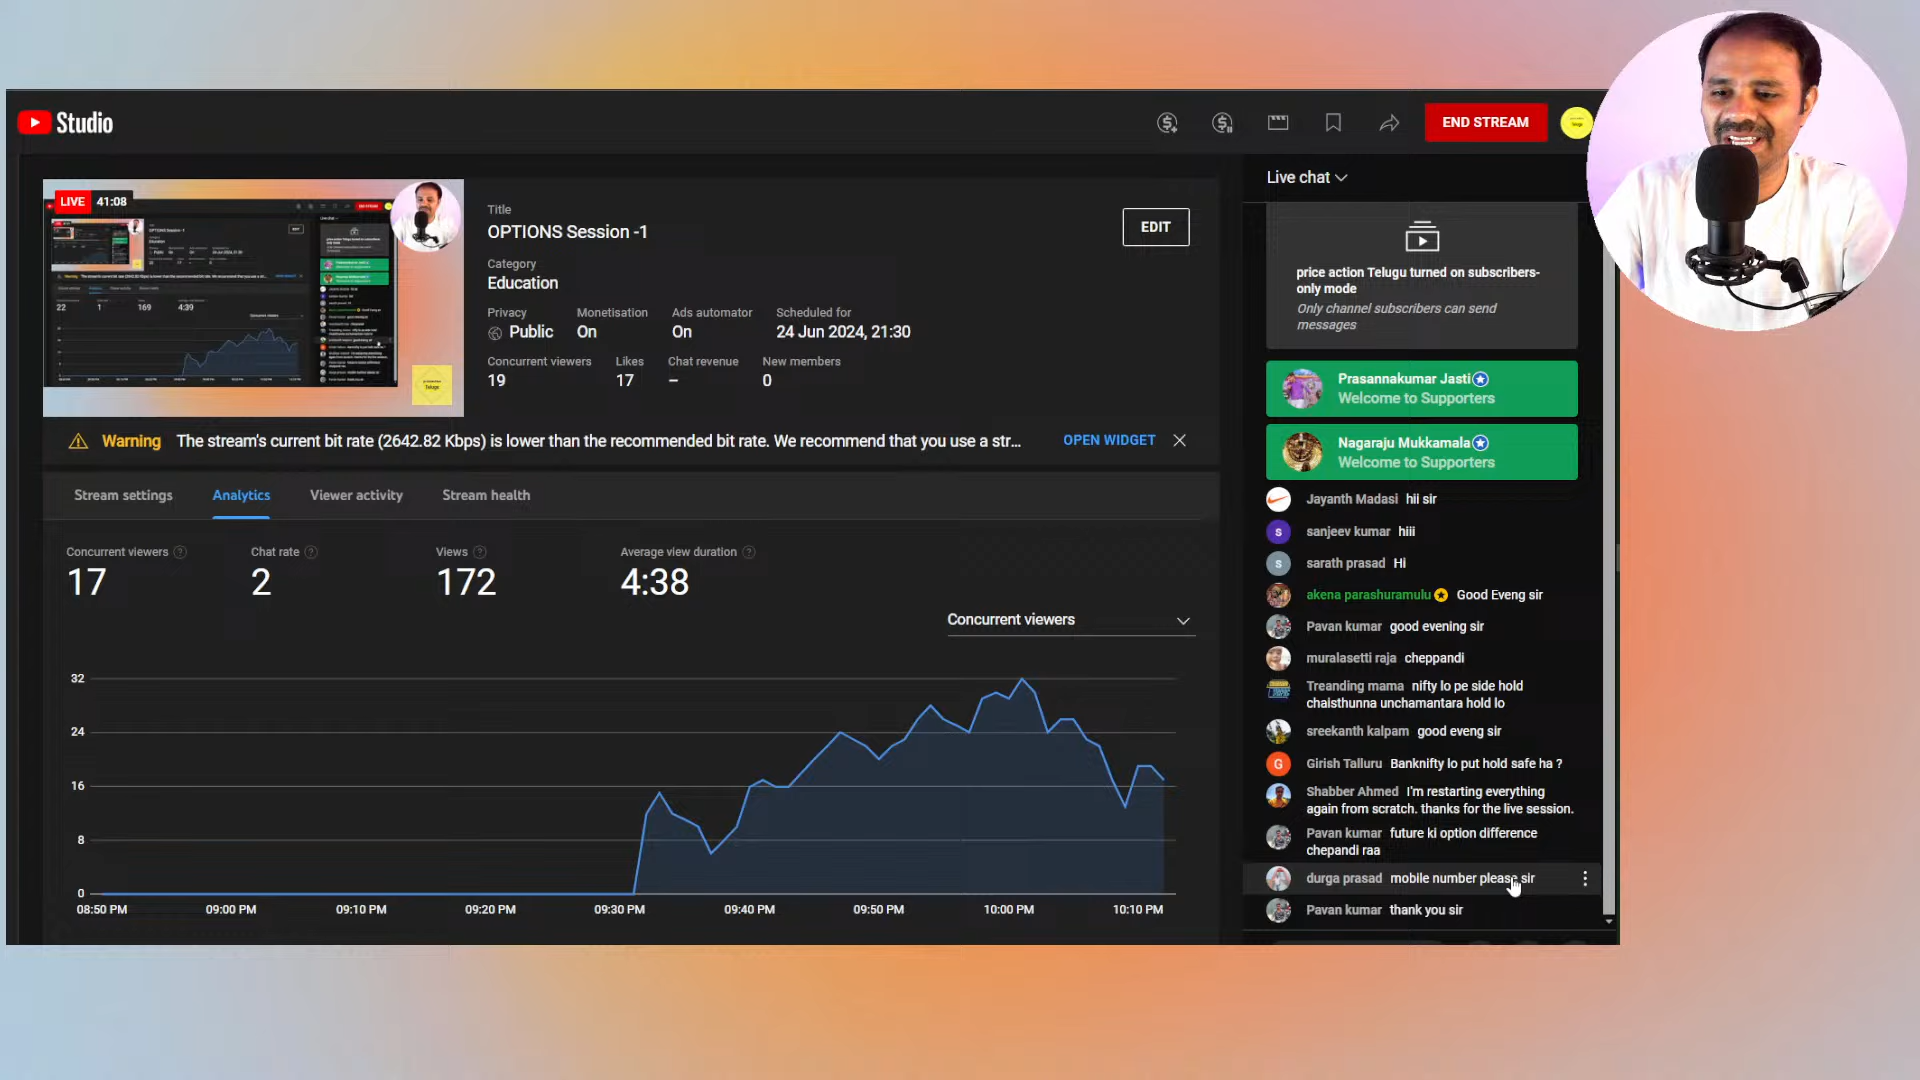 Studio
END STREAM
LIVE 41:08
Title
OPTIONS Session -1
EDIT
Category
Education
Privacy Monetisation Ads automator Scheduled for
Public On On 24 Jun 2024, 21:30
Concurrent viewers Likes Chat revenue New members
19 17 – 0
Warning The stream's current bit rate (2642.82 Kbps) is lower than the recommended bit rate. We recommend that you use a str... OPEN WIDGET
Stream settings Analytics Viewer activity Stream health
Concurrent viewers Chat rate Views Average view duration
17 2 172 4:38
Concurrent viewers
32
24
16
8
0
08:50 PM 09:00 PM 09:10 PM 09:20 PM 09:30 PM 09:40 PM 09:50 PM 10:00 PM 10:10 PM
Live chat
price action Telugu turned on subscribers-
only mode
Only channel subscribers can send
messages
Prasannakumar Jasti
Welcome to Supporters
Nagaraju Mukkamala
Welcome to Supporters
Jayanth Madasi hii sir
S sanjeev kumar hiii
S sarath prasad Hi
akena parashuramulu Good Eveng sir
Pavan kumar good evening sir
muralasetti raja cheppandi
Treanding mama nifty lo pe side hold
chaisthunna unchamantara hold lo
sreekanth kalpam good eveng sir
G Girish Talluru Banknifty lo put hold safe ha ?
Shabber Ahmed I'm restarting everything
again from scratch. thanks for the live session.
Pavan kumar future ki option difference
chepandi raa
durga prasad mobile number please sir
Pavan kumar thank you sir